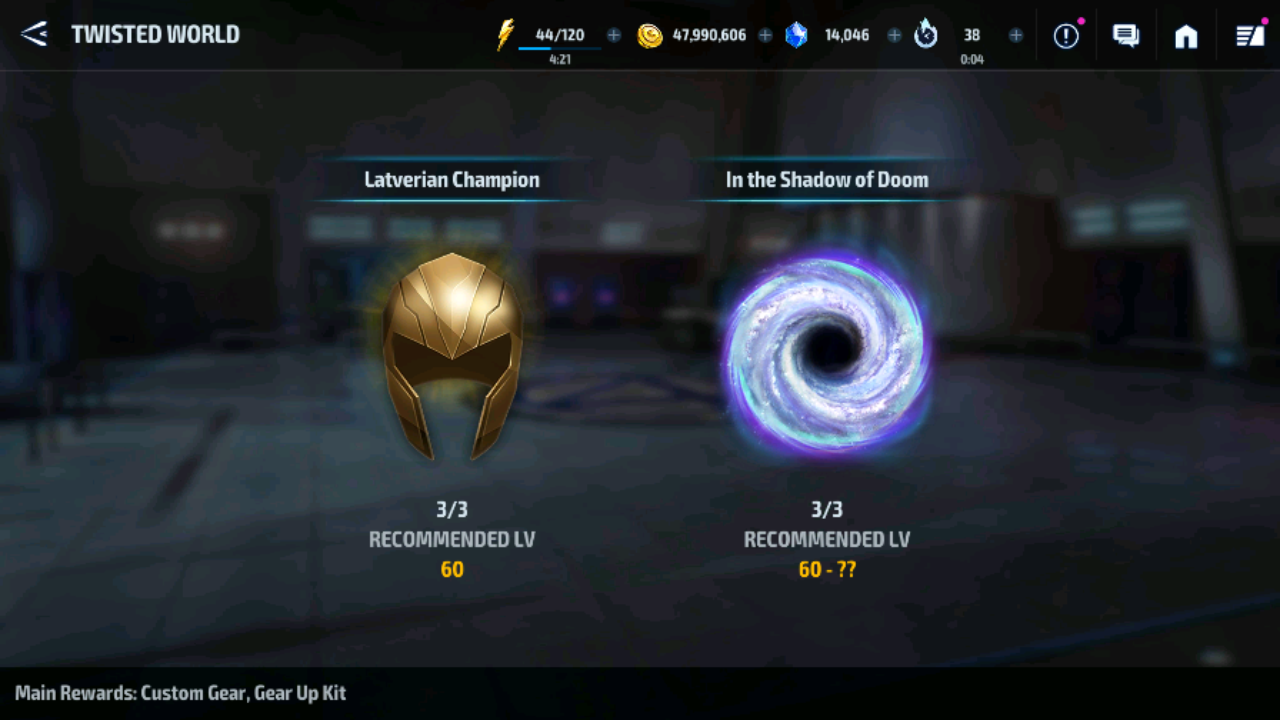 TWISTED WORLD
44/120
4:21
47,990,606
14,046
38
0:04
Latverian Champion
3/3
RECOMMENDED LV
60
In the Shadow of Doom
3/3
RECOMMENDED LV
60 - ??
Main Rewards: Custom Gear, Gear Up Kit